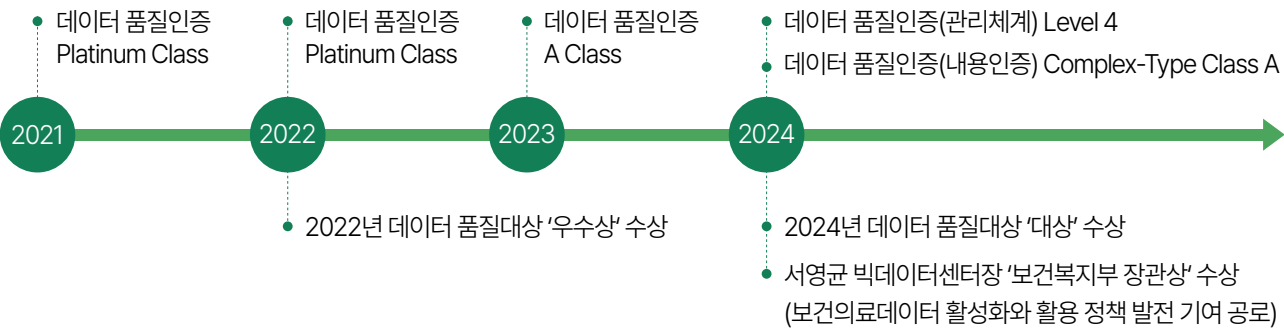 데이터 품질인증
Platinum Class
데이터 품질인증
Platinum Class
데이터 품질인증
A Class
데이터 품질인증(관리체계) Level 4
데이터 품질인증(내용인증) Complex-Type Class A
2021
2022
2023
2024
2022년 데이터 품질대상 ‘우수상’ 수상
2024년 데이터 품질대상 ‘대상’ 수상
서영균 빅데이터센터장 ‘보건복지부 장관상’ 수상
(보건의료데이터 활성화와 활용 정책 발전 기여 공로)